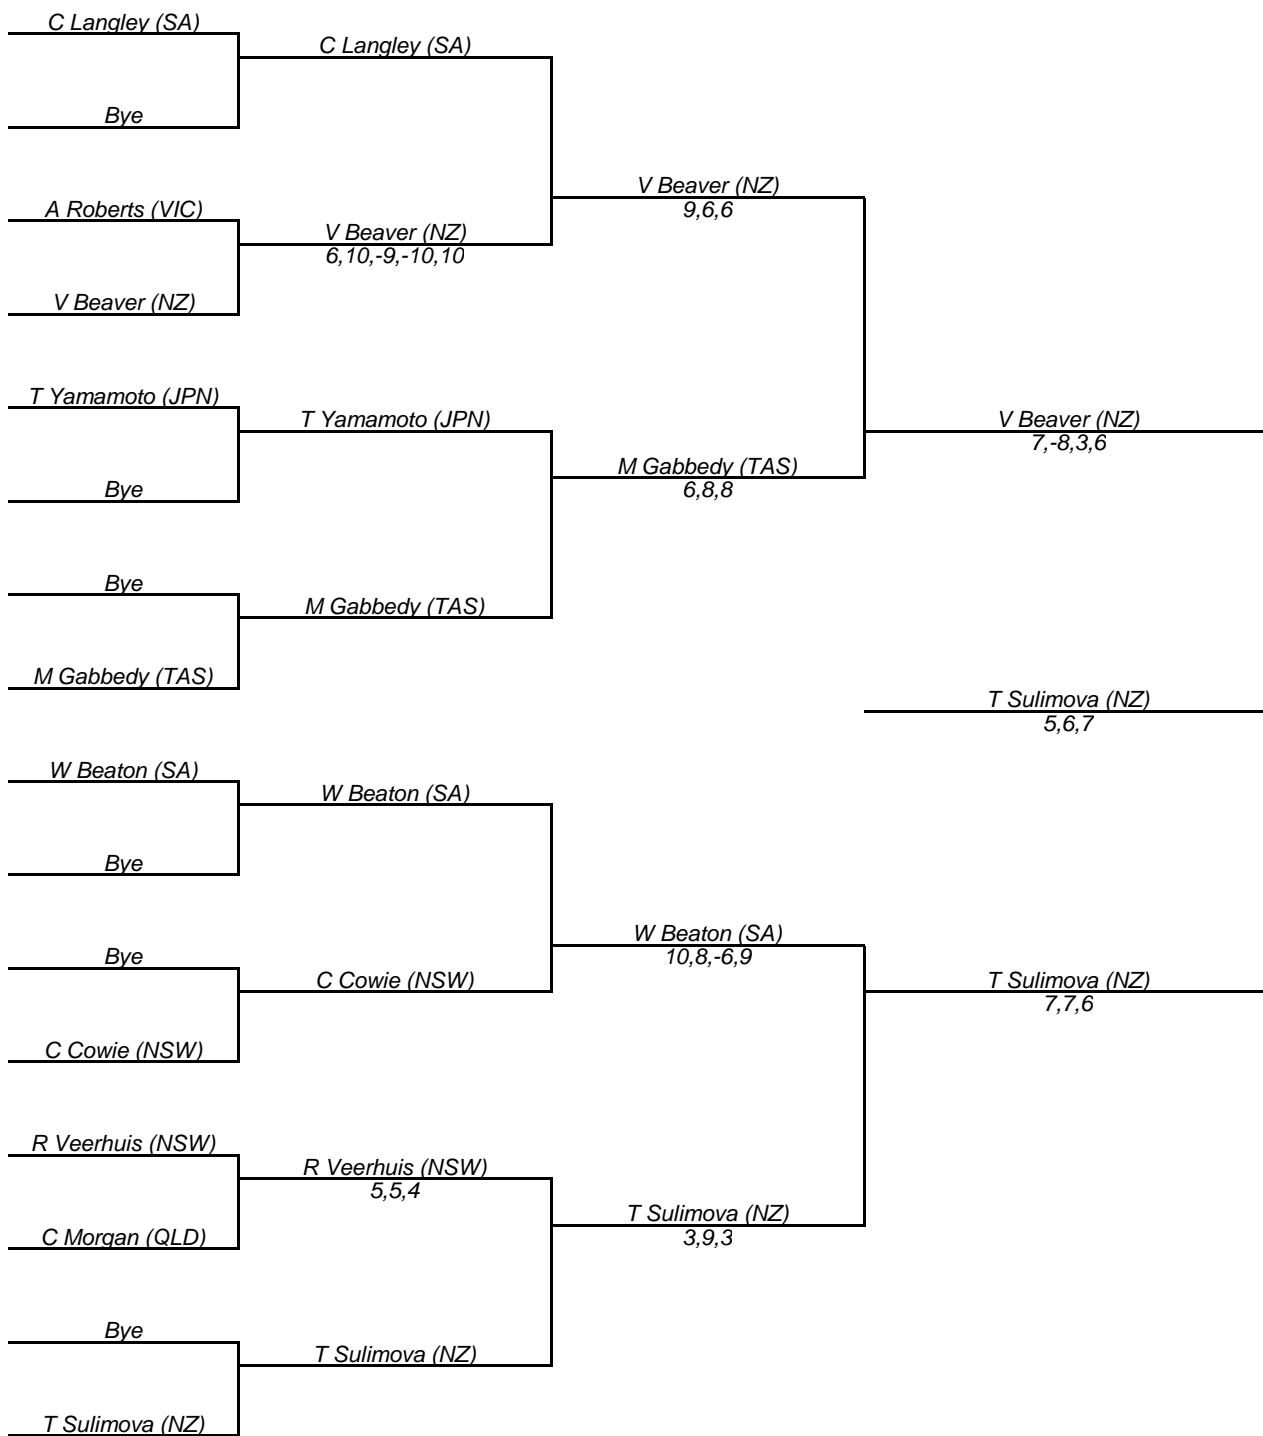 C Langley (SA)
C Langley (SA)
Bye
V Beaver (NZ)
9,6,6
A Roberts (VIC)
V Beaver (NZ)
6,10,-9,-10,10
V Beaver (NZ)
T Yamamoto (JPN)
T Yamamoto (JPN)
V Beaver (NZ)
7,-8,3,6
M Gabbedy (TAS)
6,8,8
Bye
Bye
M Gabbedy (TAS)
M Gabbedy (TAS)
T Sulimova (NZ)
5,6,7
W Beaton (SA)
W Beaton (SA)
Bye
W Beaton (SA)
10,8,-6,9
Bye
C Cowie (NSW)
T Sulimova (NZ)
7,7,6
C Cowie (NSW)
R Veerhuis (NSW)
R Veerhuis (NSW)
5,5,4
T Sulimova (NZ)
3,9,3
C Morgan (QLD)
Bye
T Sulimova (NZ)
T Sulimova (NZ)